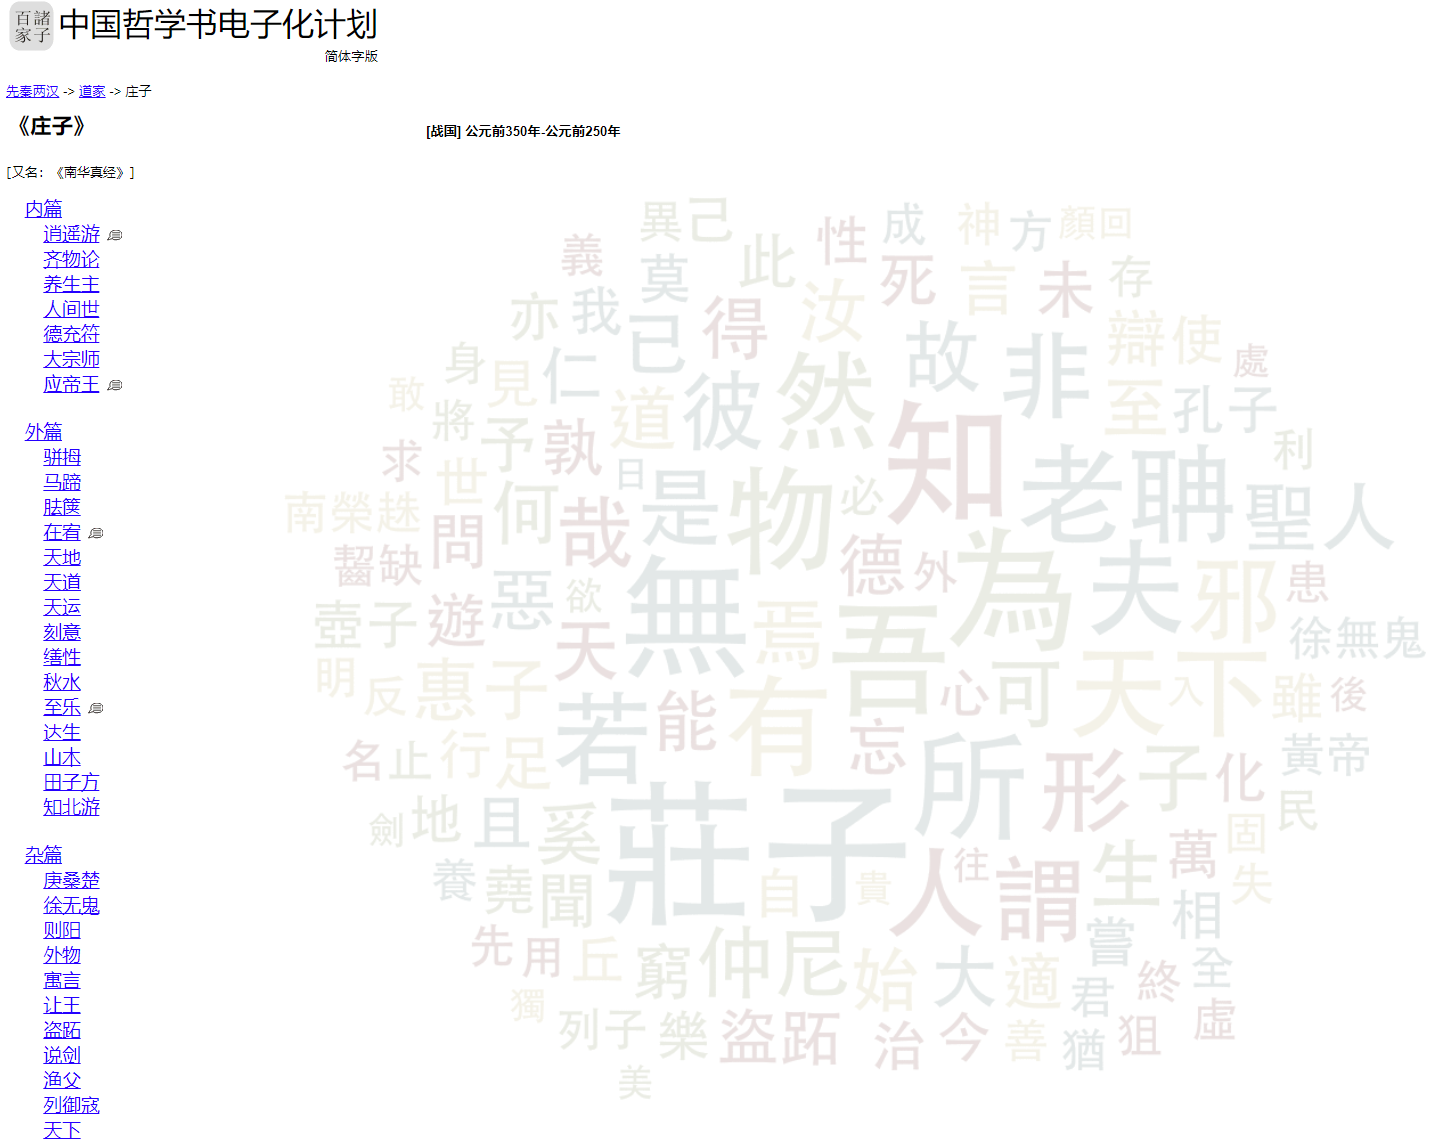 諸子百家
中国哲学书电子化计划
简体字版
先秦两汉 -> 道家 -> 庄子
《庄子》
[战国] 公元前350年-公元前250年
[又名：《南华真经》]
内篇
逍遥游
齐物论
养生主
人间世
德充符
大宗师
应帝王
外篇
骈拇
马蹄
胠箧
在宥
天地
天道
天运
刻意
缮性
秋水
至乐
达生
山木
田子方
知北游
杂篇
庚桑楚
徐无鬼
则阳
外物
寓言
让王
盗跖
说剑
渔父
列御寇
天下
異 己 成 神 方 顏回
義 此 性
莫 死 言 未 存
亦 我 已 得 汝 故 非 辯 使
身 見 仁 彼 然 至 孔子 處
敢 將 予 孰 道 知 利
求 世 何 日 是 物 必 老聃 聖人
南榮趎 問 哉 德 外 為 夫 邪 患
齧缺 惡 欲 無 焉 吾
壺子 遊 天 徐無鬼
明 反 惠子 若 能 有 心 可 天下 入 雖 後
名 止 行 足 忘 所 形 子 化 黃帝
劍 地 且 奚 莊子 民
養 堯 聞 自 貴 人 往 謂 生 萬 固 失
先 用 丘 窮 仲尼 始 大 適 嘗 相
獨 君 終 全
列子 樂 盜跖 治 今 善 猶 狙 虛
美